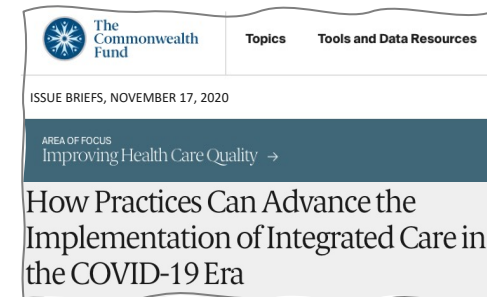 The
Commonwealth
Fund
Topics Tools and Data Resources
ISSUE BRIEFS, NOVEMBER 17, 2020
AREA OF FOCUS
Improving Health Care Quality →
How Practices Can Advance the
Implementation of Integrated Care in
the COVID-19 Era